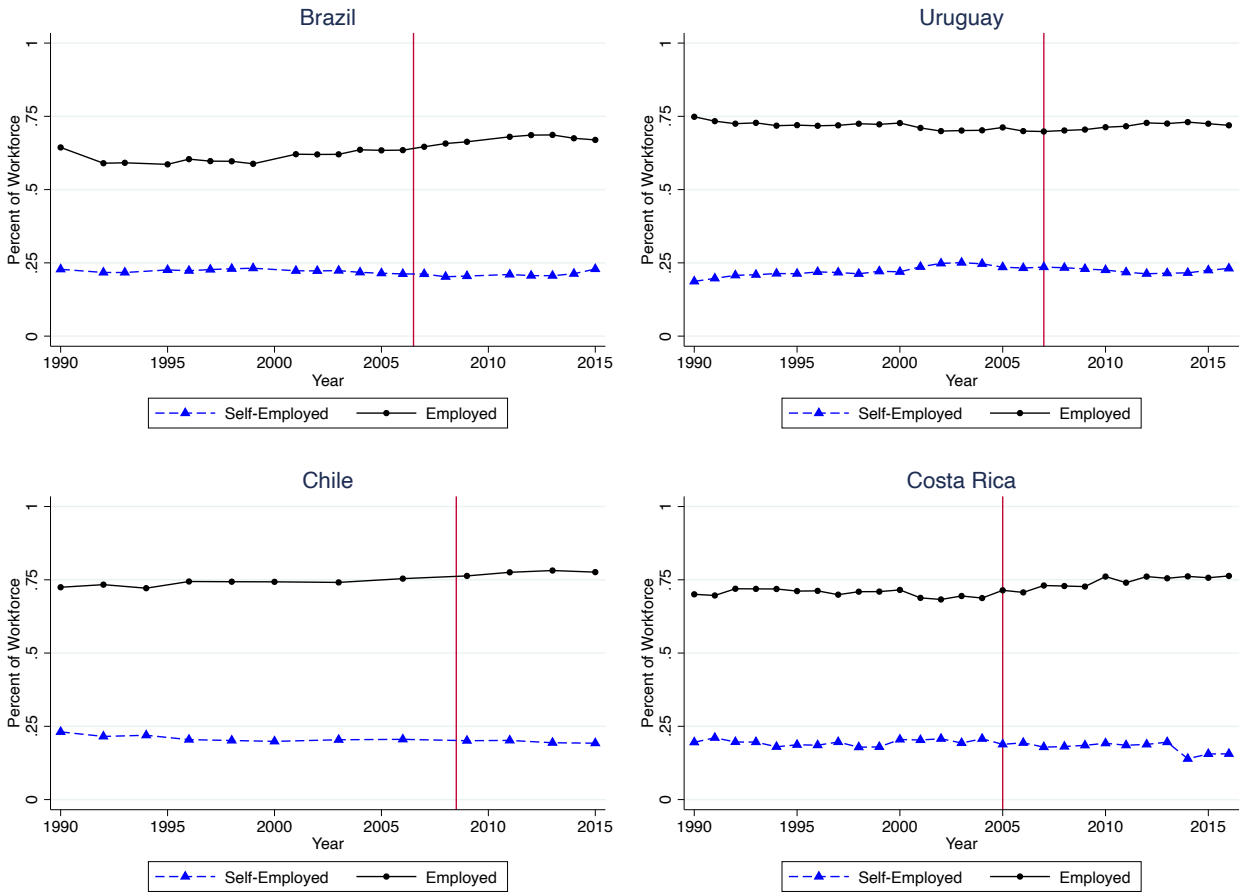 Brazil
Percent of Workforce
1
.75
.5
.25
0
1990 1995 2000 2005 2010 2015
Year
Self-Employed Employed
Uruguay
Percent of Workforce
1
.75
.5
.25
0
1990 1995 2000 2005 2010 2015
Year
Self-Employed Employed
Chile
Percent of Workforce
1
.75
.5
.25
0
1990 1995 2000 2005 2010 2015
Year
Self-Employed Employed
Costa Rica
Percent of Workforce
1
.75
.5
.25
0
1990 1995 2000 2005 2010 2015
Year
Self-Employed Employed